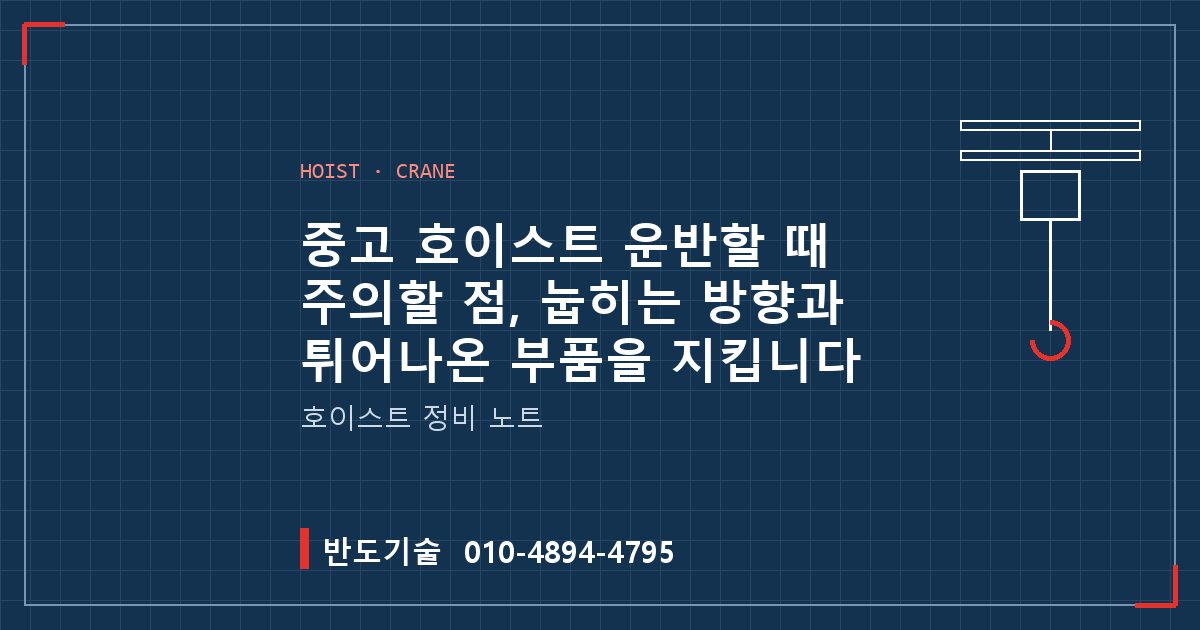 HOIST · CRANE
중고 호이스트 운반할 때
주의할 점, 눕히는 방향과
튀어나온 부품을 지킵니다
호이스트 정비 노트
반도기술 010-4894-4795